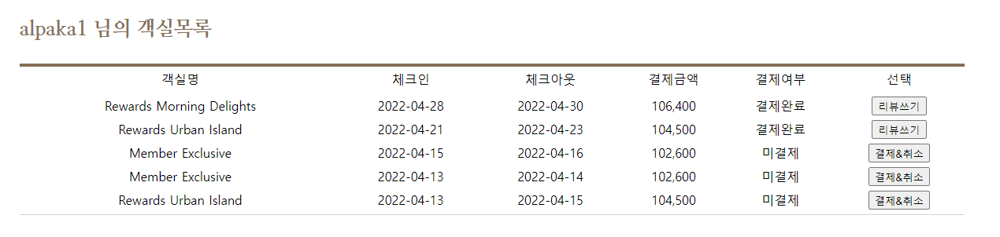 alpaka1 님의 객실목록
객실명 체크인 체크아웃 결제금액 결제여부 선택
Rewards Morning Delights 2022-04-28 2022-04-30 106,400 결제완료 리뷰쓰기
Rewards Urban Island 2022-04-21 2022-04-23 104,500 결제완료 리뷰쓰기
Member Exclusive 2022-04-15 2022-04-16 102,600 미결제 결제&취소
Member Exclusive 2022-04-13 2022-04-14 102,600 미결제 결제&취소
Rewards Urban Island 2022-04-13 2022-04-15 104,500 미결제 결제&취소